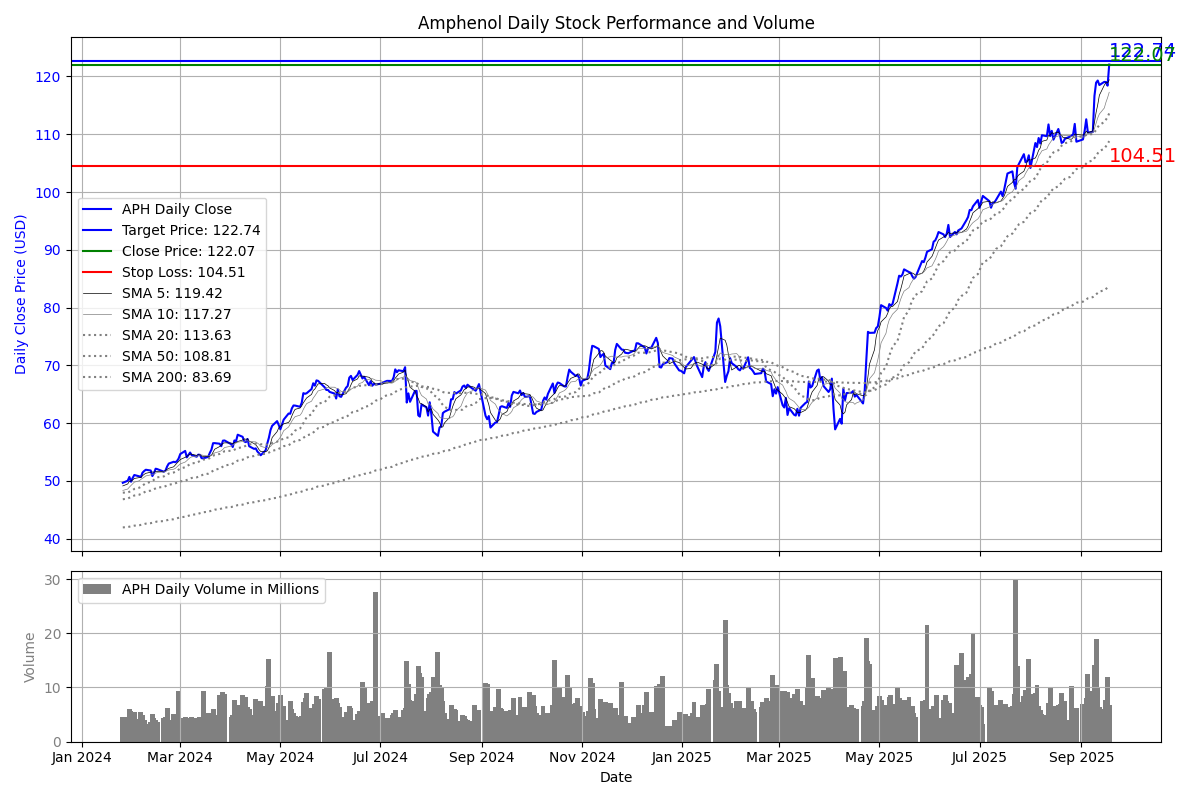 Amphenol Daily Stock Performance and Volume
122.74
122.07
104.51
120
110
100
90
80
70
60
50
40
Daily Close Price (USD)
APH Daily Close
Target Price: 122.74
Close Price: 122.07
Stop Loss: 104.51
SMA 5: 119.42
SMA 10: 117.27
SMA 20: 113.63
SMA 50: 108.81
SMA 200: 83.69
30
20
10
0
Volume
APH Daily Volume in Millions
Jan 2024 Mar 2024 May 2024 Jul 2024 Sep 2024 Nov 2024 Jan 2025 Mar 2025 May 2025 Jul 2025 Sep 2025
Date